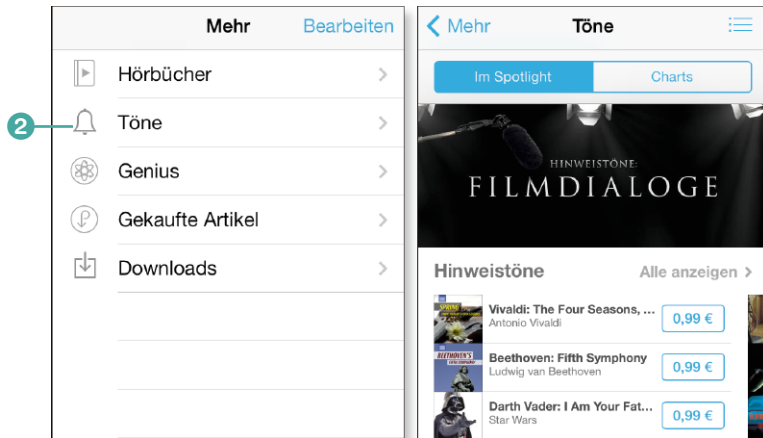 Mehr
Bearbeiten
Hörbücher
2
Töne
Genius
Gekaufte Artikel
Downloads
Mehr
Töne
Im Spotlight
Charts
HINWEISTÖNE:
FILMDIALOGE
Hinweistöne
Alle anzeigen
Vivaldi: The Four Seasons, ...
Antonio Vivaldi
0,99 €
Beethoven: Fifth Symphony
Ludwig van Beethoven
0,99 €
Darth Vader: I Am Your Fat...
Star Wars
0,99 €